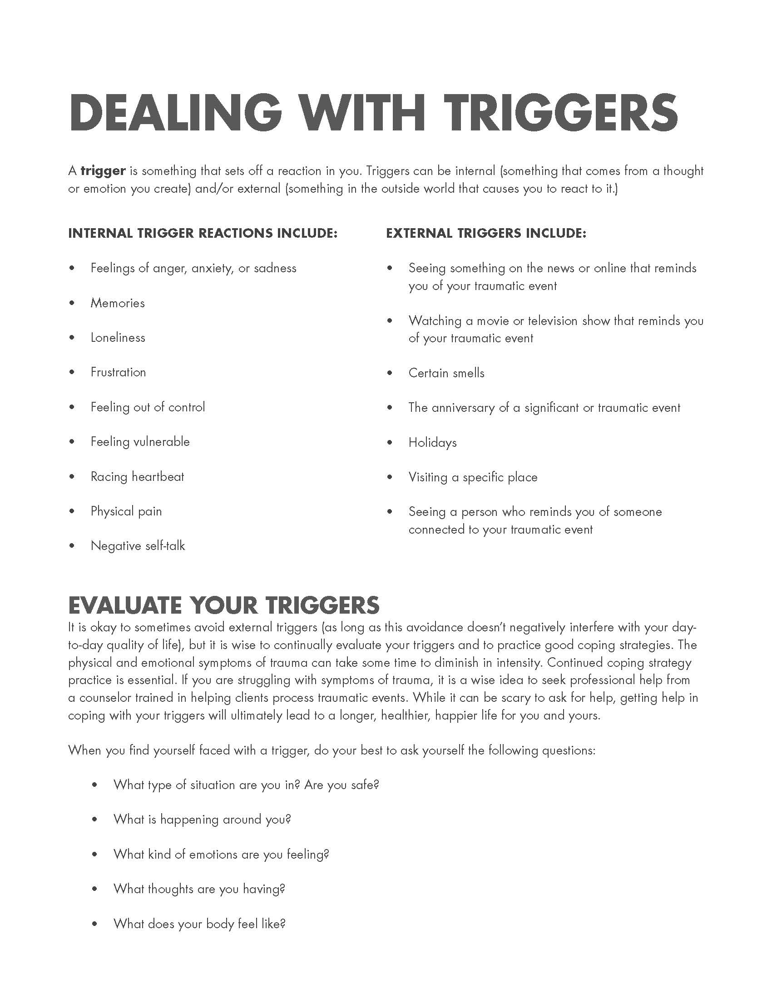 DEALING WITH TRIGGERS
A trigger is something that sets off a reaction in you. Triggers can be internal (something that comes from a thought
or emotion you create) and/or external (something in the outside world that causes you to react to it.)
INTERNAL TRIGGER REACTIONS INCLUDE:
• Feelings of anger, anxiety, or sadness
• Memories
• Loneliness
• Frustration
• Feeling out of control
• Feeling vulnerable
• Racing heartbeat
• Physical pain
• Negative self-talk
EXTERNAL TRIGGERS INCLUDE:
• Seeing something on the news or online that reminds
you of your traumatic event
• Watching a movie or television show that reminds you
of your traumatic event
• Certain smells
• The anniversary of a significant or traumatic event
• Holidays
• Visiting a specific place
• Seeing a person who reminds you of someone
connected to your traumatic event
EVALUATE YOUR TRIGGERS
It is okay to sometimes avoid external triggers (as long as this avoidance doesn’t negatively interfere with your day-
to-day quality of life), but it is wise to continually evaluate your triggers and to practice good coping strategies. The
physical and emotional symptoms of trauma can take some time to diminish in intensity. Continued coping strategy
practice is essential. If you are struggling with symptoms of trauma, it is a wise idea to seek professional help from
a counselor trained in helping clients process traumatic events. While it can be scary to ask for help, getting help in
coping with your triggers will ultimately lead to a longer, healthier, happier life for you and yours.
When you find yourself faced with a trigger, do your best to ask yourself the following questions:
• What type of situation are you in? Are you safe?
• What is happening around you?
• What kind of emotions are you feeling?
• What thoughts are you having?
• What does your body feel like?